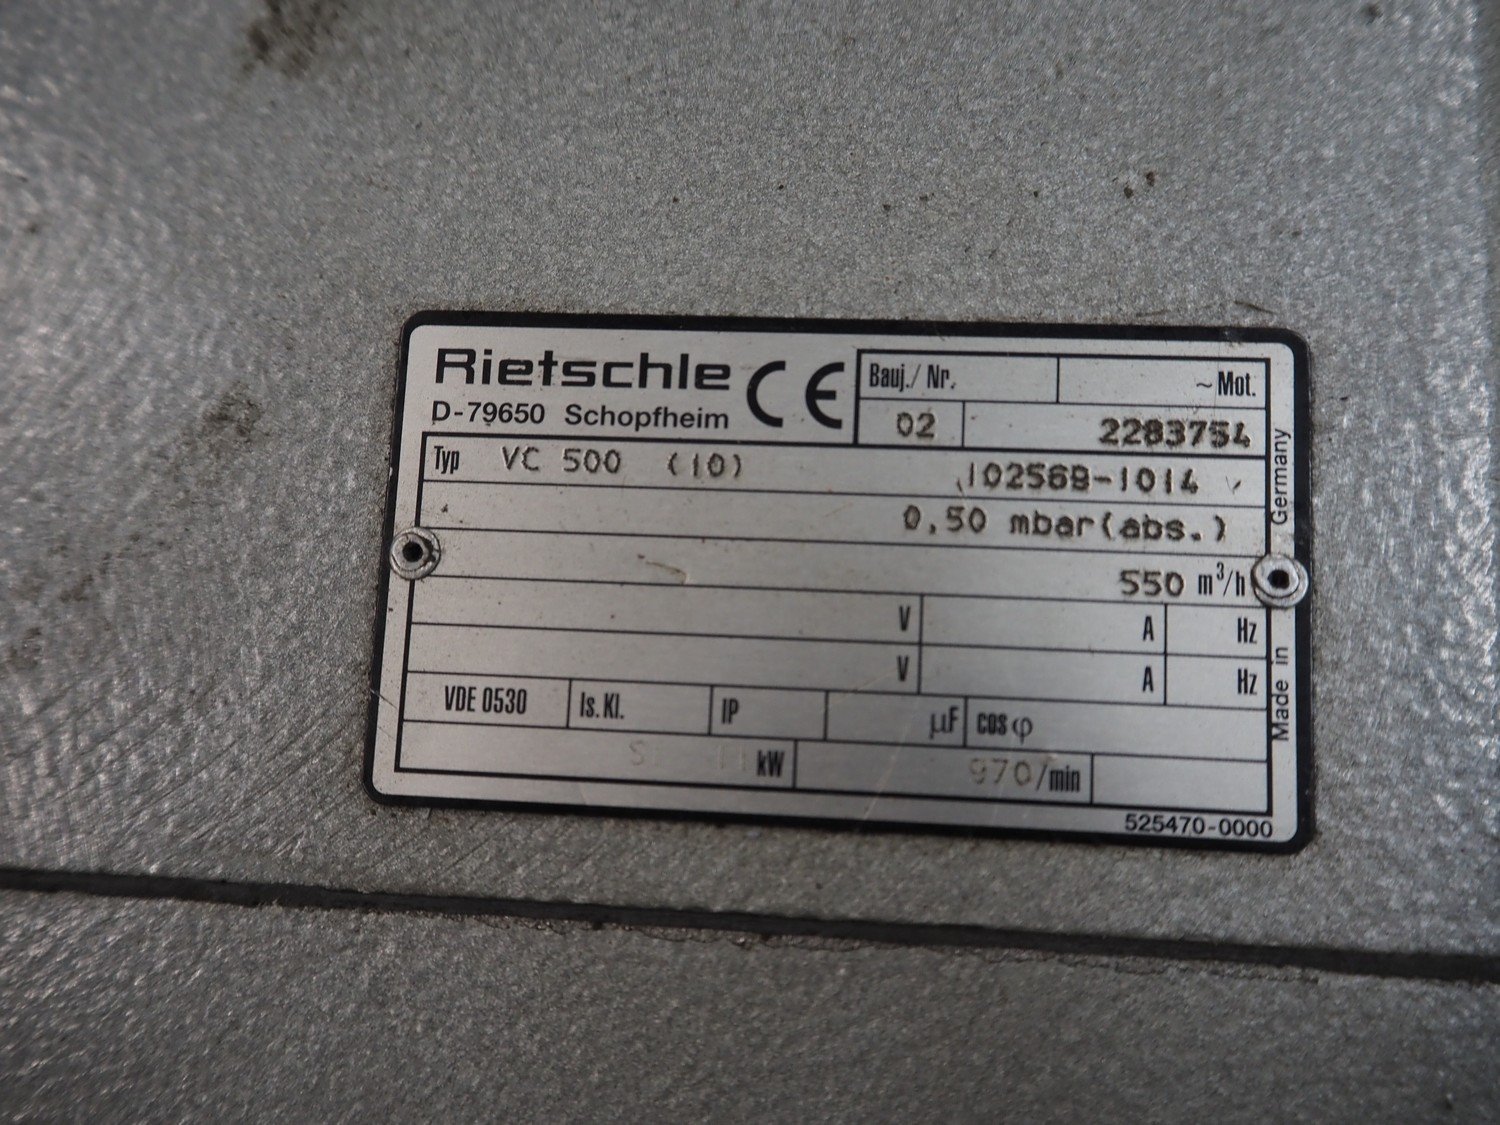 Rietschle CE
D-79650 Schopfheim
Bauj./ Nr. ~ Mot.
02 2283754
Typ VC 500 (10) 102568-1014
0,50 mbar(abs.)
550 m³/h
V A Hz
V A Hz
VDE 0530 Is. Kl. IP µF cos φ
kW 970/min
525470-0000
Made in Germany